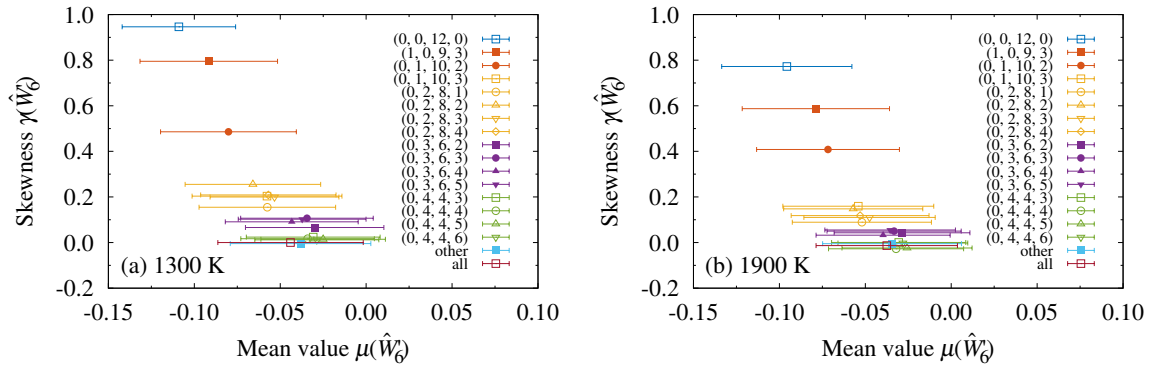 1.0
0.8
0.6
0.4
0.2
0.0
-0.2
Skewness γ(Ŵ6)
(0, 0, 12, 0)
(1, 0, 9, 3)
(0, 1, 10, 2)
(0, 1, 10, 3)
(0, 2, 8, 1)
(0, 2, 8, 2)
(0, 2, 8, 3)
(0, 2, 8, 4)
(0, 3, 6, 2)
(0, 3, 6, 3)
(0, 3, 6, 4)
(0, 3, 6, 5)
(0, 4, 4, 3)
(0, 4, 4, 4)
(0, 4, 4, 5)
(0, 4, 4, 6)
other
all
(a) 1300 K
-0.15 -0.10 -0.05 0.00 0.05 0.10
Mean value μ(Ŵ6)
1.0
0.8
0.6
0.4
0.2
0.0
-0.2
Skewness γ(Ŵ6)
(0, 0, 12, 0)
(1, 0, 9, 3)
(0, 1, 10, 2)
(0, 1, 10, 3)
(0, 2, 8, 1)
(0, 2, 8, 2)
(0, 2, 8, 3)
(0, 2, 8, 4)
(0, 3, 6, 2)
(0, 3, 6, 3)
(0, 3, 6, 4)
(0, 3, 6, 5)
(0, 4, 4, 3)
(0, 4, 4, 4)
(0, 4, 4, 5)
(0, 4, 4, 6)
other
all
(b) 1900 K
-0.15 -0.10 -0.05 0.00 0.05 0.10
Mean value μ(Ŵ6)